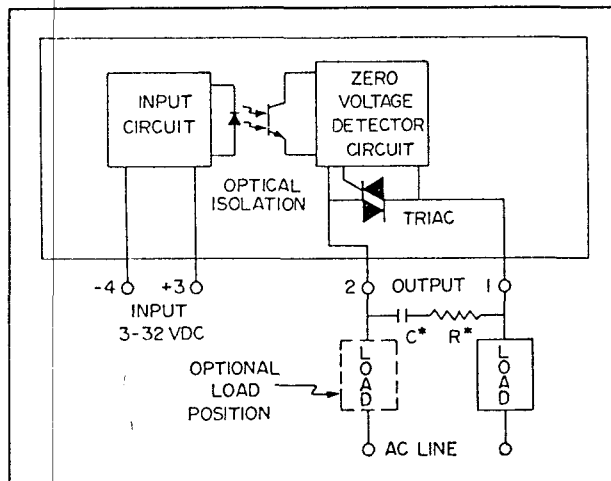 INPUT
CIRCUIT
ZERO
VOLTAGE
DETECTOR
CIRCUIT
OPTICAL
ISOLATION
TRIAC
-4 +3
INPUT
3-32 VDC
2 OUTPUT 1
C* R*
OPTIONAL
LOAD
POSITION
LOAD
LOAD
AC LINE